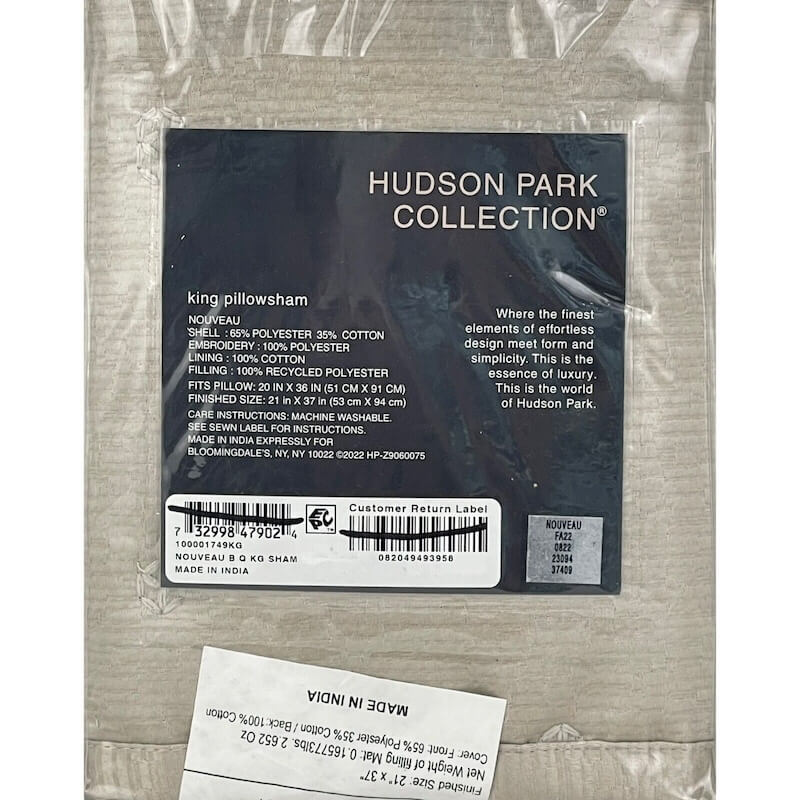 HUDSON PARK
COLLECTION®
king pillowsham
NOUVEAU
SHELL : 65% POLYESTER 35% COTTON
EMBROIDERY : 100% POLYESTER
LINING : 100% COTTON
FILLING : 100% RECYCLED POLYESTER
FITS PILLOW: 20 IN X 36 IN (51 CM X 91 CM)
FINISHED SIZE: 21 in X 37 in (53 cm X 94 cm)
CARE INSTRUCTIONS: MACHINE WASHABLE.
SEE SEWN LABEL FOR INSTRUCTIONS.
MADE IN INDIA EXPRESSLY FOR
BLOOMINGDALE'S, NY, NY 10022 ©2022 HP-Z9060075
Where the finest
elements of effortless
design meet form and
simplicity. This is the
essence of luxury.
This is the world
of Hudson Park.
7 32998 47902 4
100001749KG
NOUVEAU B Q KG SHAM
MADE IN INDIA
EPC™
Customer Return Label
082049493958
NOUVEAU
FA22
0822
23094
37409
Finished Size: 21" x 37"
Net Weight of filling Mat: 0.165773lbs. 2.652 Oz
Cover: Front: 65% Polyester 35% Cotton / Back:100% Cotton
MADE IN INDIA